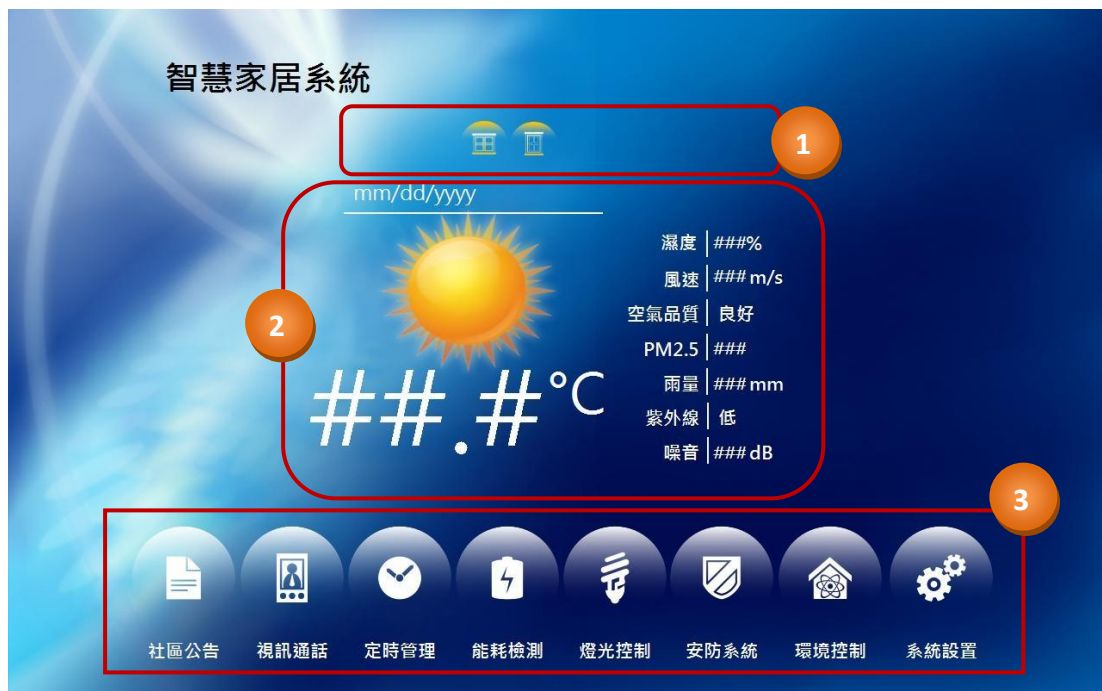 智慧家居系統
1
mm/dd/yyyy
2
##.#°C
濕度 ###%
風速 ### m/s
空氣品質 良好
PM2.5 ###
雨量 ### mm
紫外線 低
噪音 ### dB
3
社區公告 視訊通話 定時管理 能耗檢測 燈光控制 安防系統 環境控制 系統設置